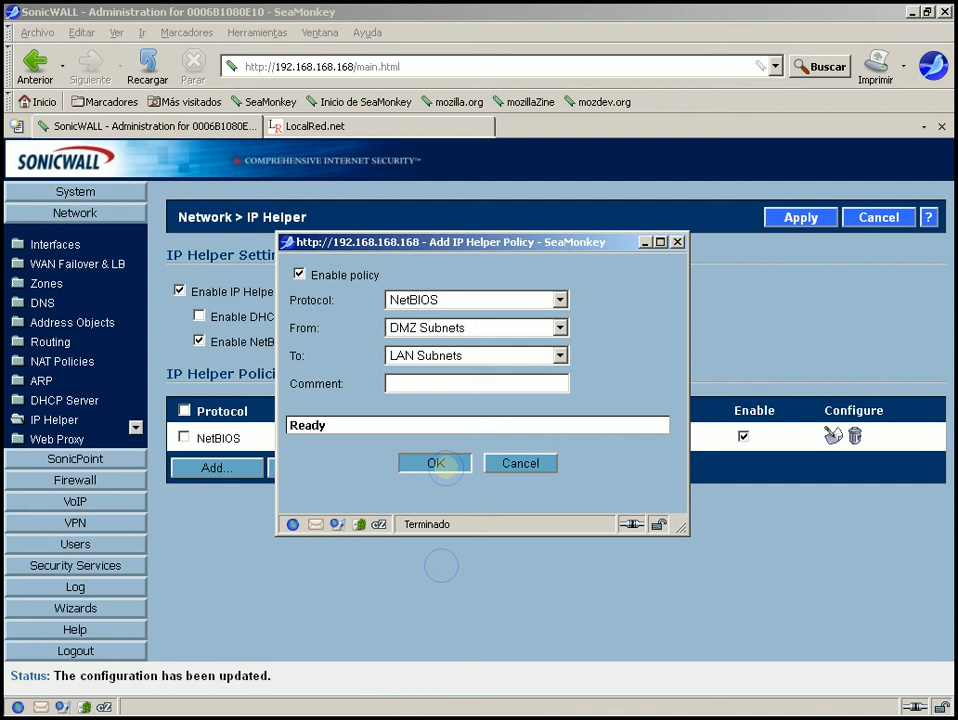 SonicWALL - Administration for 0006B1080E10 - SeaMonkey
Archivo Editar Ver Ir Marcadores Herramientas Ventana Ayuda
Anterior Siguiente Recargar Parar http://192.168.168.168/main.html Buscar Imprimir
Inicio Marcadores Más visitados SeaMonkey Inicio de SeaMonkey mozilla.org mozillaZine mozdev.org
SonicWALL - Administration for 0006B1080E... LocalRed.net
SONICWALL COMPREHENSIVE INTERNET SECURITY™
System
Network
Interfaces
WAN Failover & LB
Zones
DNS
Address Objects
Routing
NAT Policies
ARP
DHCP Server
IP Helper
Web Proxy
SonicPoint
Firewall
VoIP
VPN
Users
Security Services
Log
Wizards
Help
Logout
Network > IP Helper Apply Cancel ?
IP Helper Settin
Enable IP Helpe
Enable DHC
Enable NetB
IP Helper Polici
Protocol Enable Configure
NetBIOS
Add...
http://192.168.168.168 - Add IP Helper Policy - SeaMonkey
Enable policy
Protocol: NetBIOS
From: DMZ Subnets
To: LAN Subnets
Comment:
Ready
OK Cancel
Terminado
Status: The configuration has been updated.